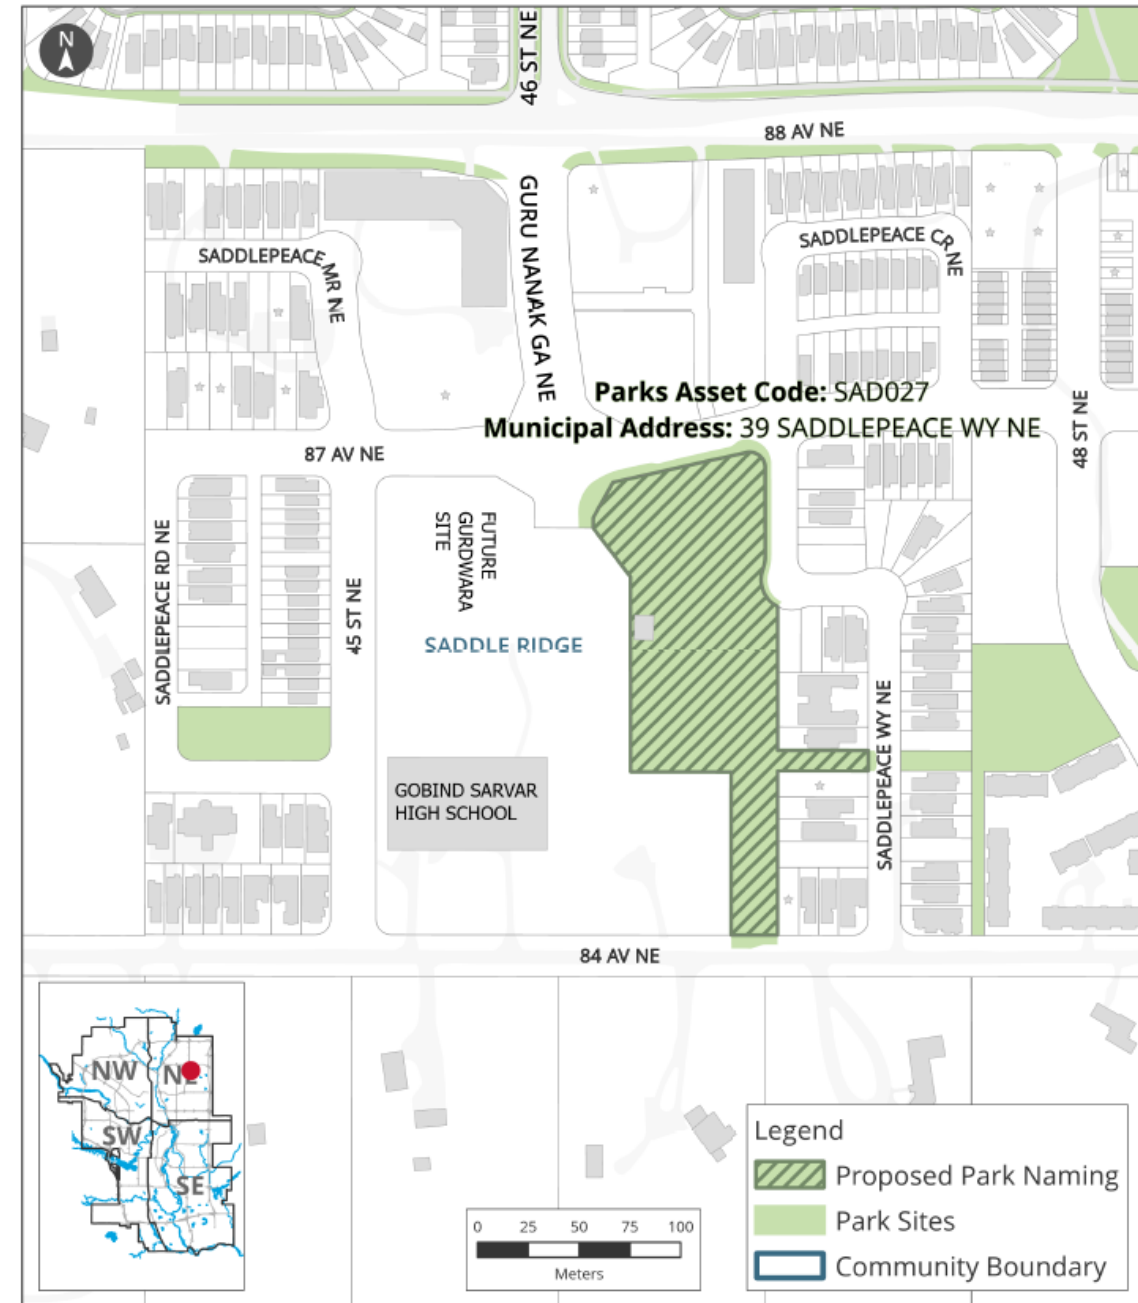 N
46 ST NE
88 AV NE
GURU NANAK GA NE
SADDLEPEACE MR NE
SADDLEPEACE CR NE
Parks Asset Code: SAD027
Municipal Address: 39 SADDLEPEACE WY NE
48 ST NE
87 AV NE
SADDLEPEACE RD NE
45 ST NE
FUTURE
GURDWARA
SITE
SADDLE RIDGE
SADDLEPEACE WY NE
GOBIND SARVAR
HIGH SCHOOL
84 AV NE
NW
NE
SW
SE
0 25 50 75 100
Meters
Legend
Proposed Park Naming
Park Sites
Community Boundary